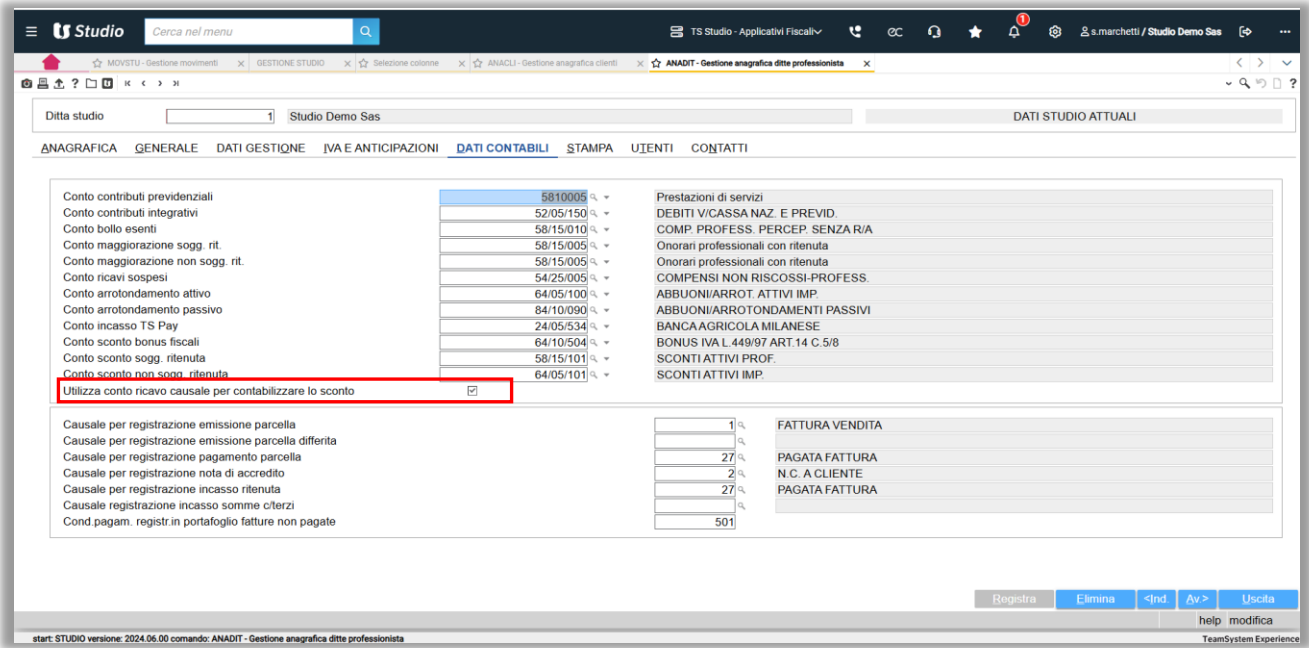 TS Studio Cerca nel menu TS Studio - Applicativi Fiscali 1 s.marchetti / Studio Demo Sas
MOVSTU - Gestione movimenti GESTIONE STUDIO Selezione colonne ANACLI - Gestione anagrafica clienti ANADIT - Gestione anagrafica ditte professionista
Ditta studio 1 Studio Demo Sas DATI STUDIO ATTUALI
ANAGRAFICA GENERALE DATI GESTIONE IVA E ANTICIPAZIONI DATI CONTABILI STAMPA UTENTI CONTATTI
Conto contributi previdenziali 5810005 Prestazioni di servizi
Conto contributi integrativi 52/05/150 DEBITI V/CASSA NAZ. E PREVID.
Conto bollo esenti 58/15/010 COMP. PROFESS. PERCEP. SENZA R/A
Conto maggiorazione sogg. rit. 58/15/005 Onorari professionali con ritenuta
Conto maggiorazione non sogg. rit. 58/15/005 Onorari professionali con ritenuta
Conto ricavi sospesi 54/25/005 COMPENSI NON RISCOSSI-PROFESS.
Conto arrotondamento attivo 64/05/100 ABBUONI/ARROT. ATTIVI IMP.
Conto arrotondamento passivo 84/10/090 ABBUONI/ARROTONDAMENTI PASSIVI
Conto incasso TS Pay 24/05/534 BANCA AGRICOLA MILANESE
Conto sconto bonus fiscali 64/10/504 BONUS IVA L.449/97 ART.14 C.5/8
Conto sconto sogg. ritenuta 58/15/101 SCONTI ATTIVI PROF.
Conto sconto non sogg. ritenuta 64/05/101 SCONTI ATTIVI IMP.
Utilizza conto ricavo causale per contabilizzare lo sconto
Causale per registrazione emissione parcella 1 FATTURA VENDITA
Causale per registrazione emissione parcella differita
Causale per registrazione pagamento parcella 27 PAGATA FATTURA
Causale per registrazione nota di accredito 2 N.C. A CLIENTE
Causale per registrazione incasso ritenuta 27 PAGATA FATTURA
Causale registrazione incasso somme c/terzi
Cond.pagam. registr.in portafoglio fatture non pagate 501
Registra Elimina <Ind. Av.> Uscita
help modifica
start: STUDIO versione: 2024.06.00 comando: ANADIT - Gestione anagrafica ditte professionista TeamSystem Experience